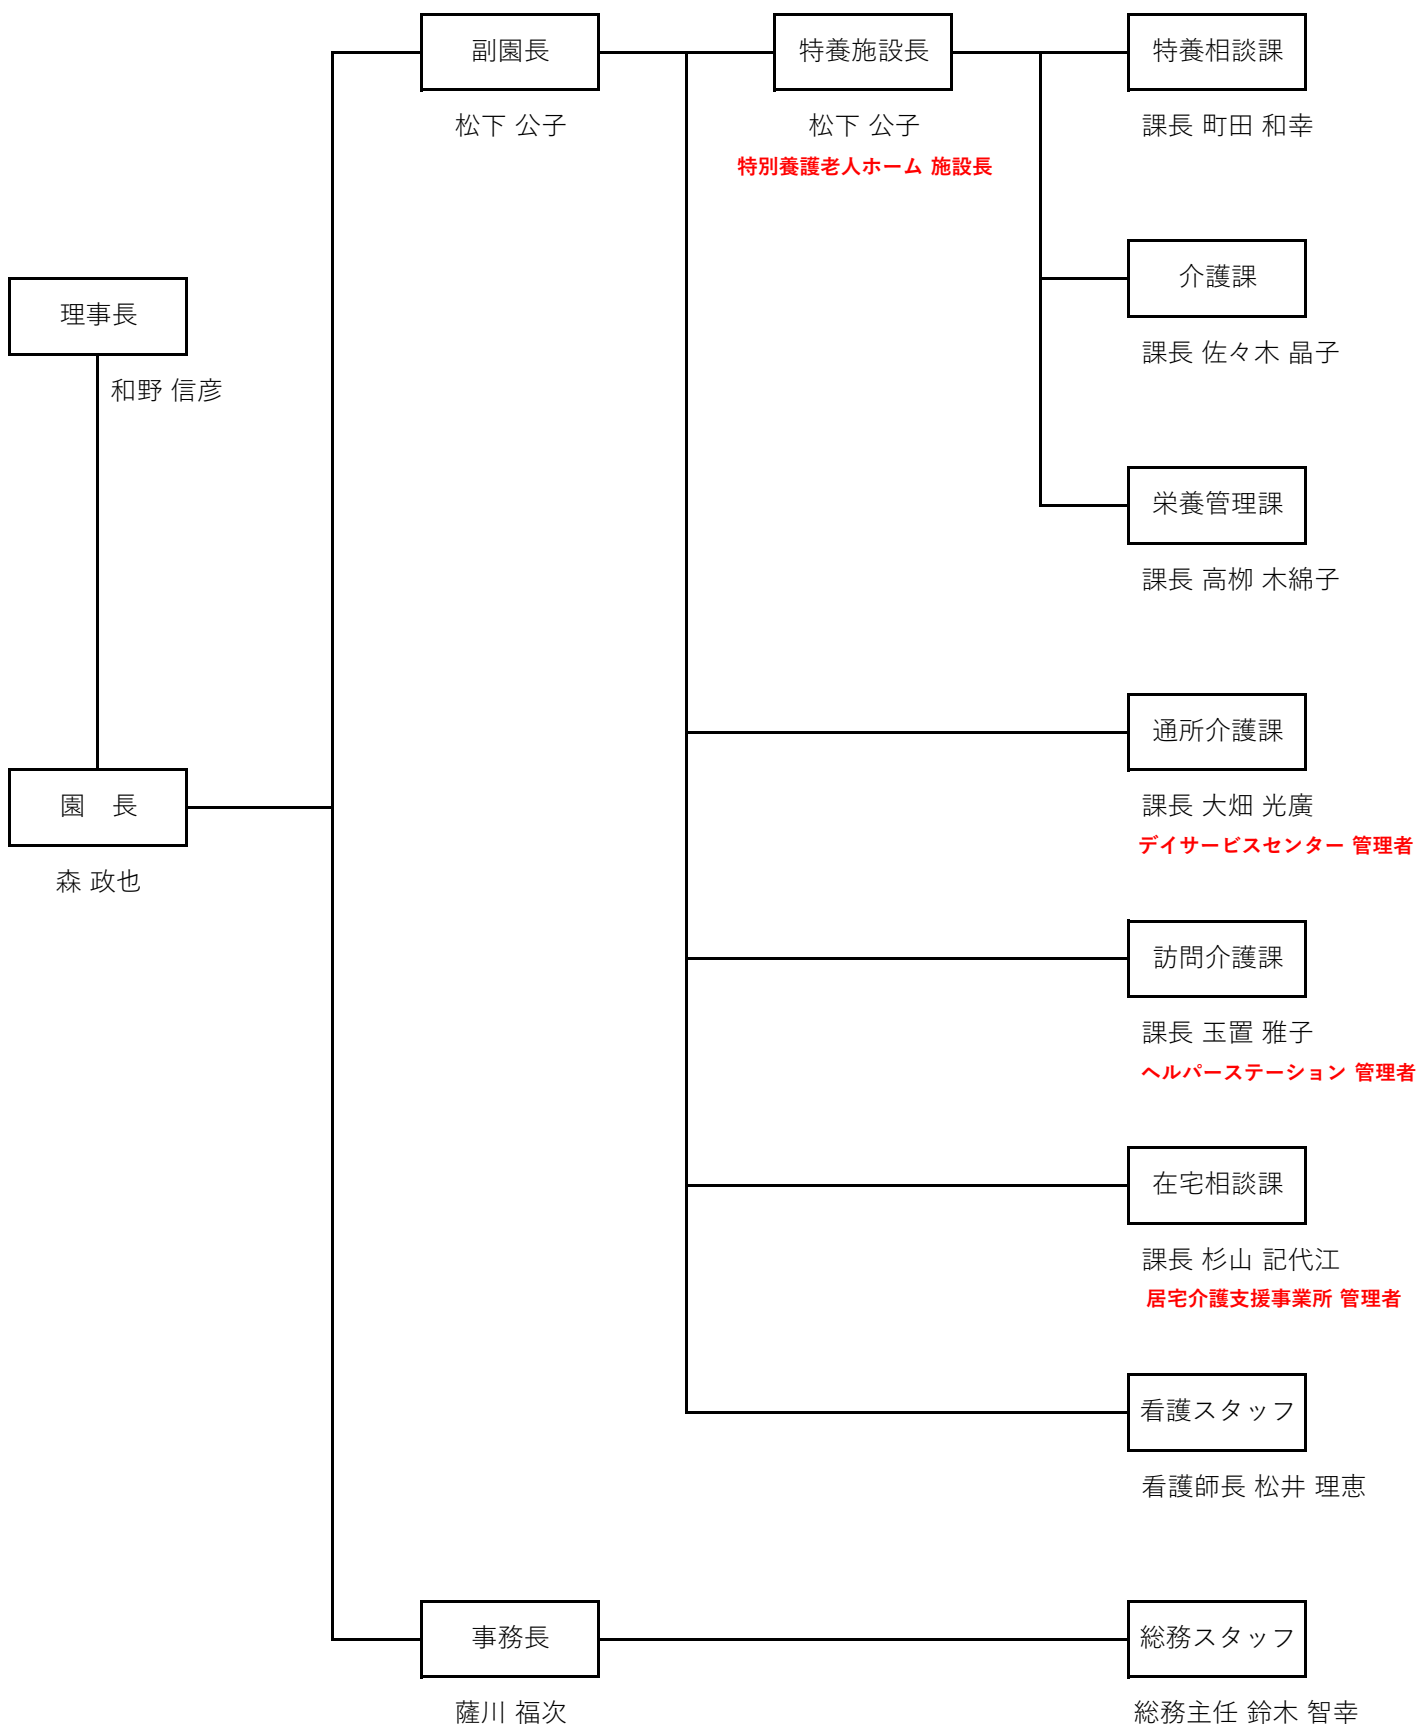 副園長
松下 公子
特養施設長
松下 公子
特別養護老人ホーム 施設長
特養相談課
課長 町田 和幸
介護課
課長 佐々木 晶子
栄養管理課
課長 高栁 木綿子
理事長
和野 信彦
園　長
森 政也
通所介護課
課長 大畑 光廣
デイサービスセンター 管理者
訪問介護課
課長 玉置 雅子
ヘルパーステーション 管理者
在宅相談課
課長 杉山 記代江
居宅介護支援事業所 管理者
看護スタッフ
看護師長 松井 理恵
事務長
薩川 福次
総務スタッフ
総務主任 鈴木 智幸